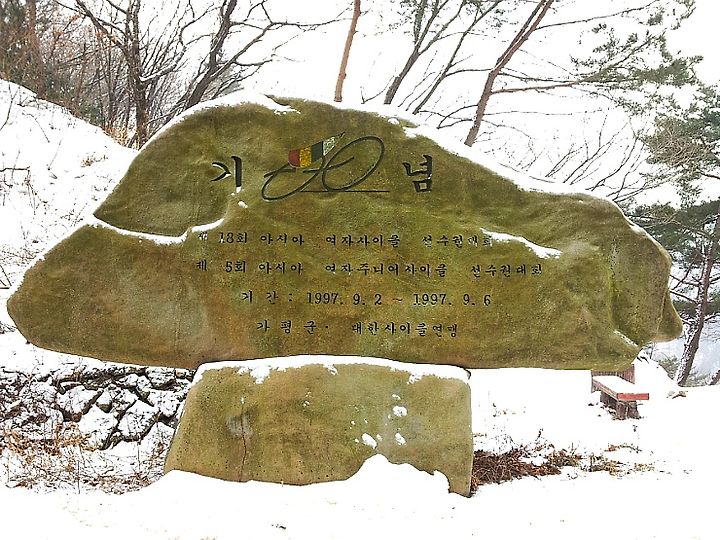 기 념
제 18회 아시아 여자사이클 선수권대회
제 5회 아시아 여자주니어사이클 선수권대회
기 간 : 1997. 9. 2 ~ 1997. 9. 6
가 평 군 · 대한사이클연맹